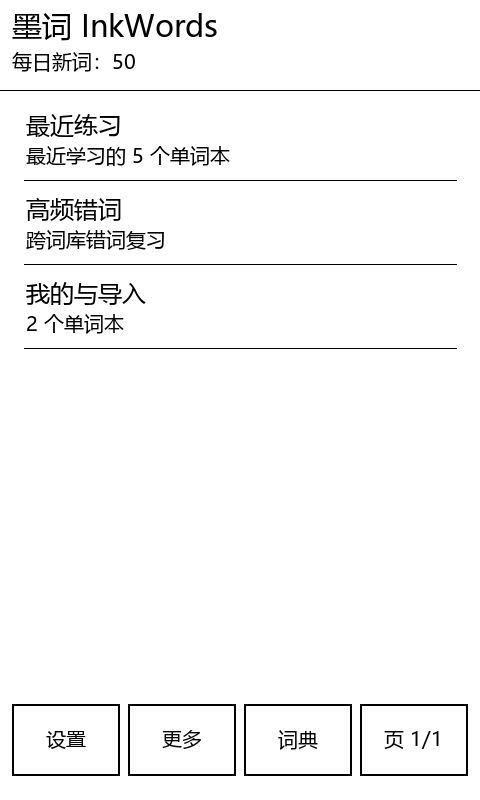 墨词 InkWords
每日新词：50
最近练习
最近学习的 5 个单词本
高频错词
跨词库错词复习
我的与导入
2 个单词本
设置
更多
词典
页 1/1